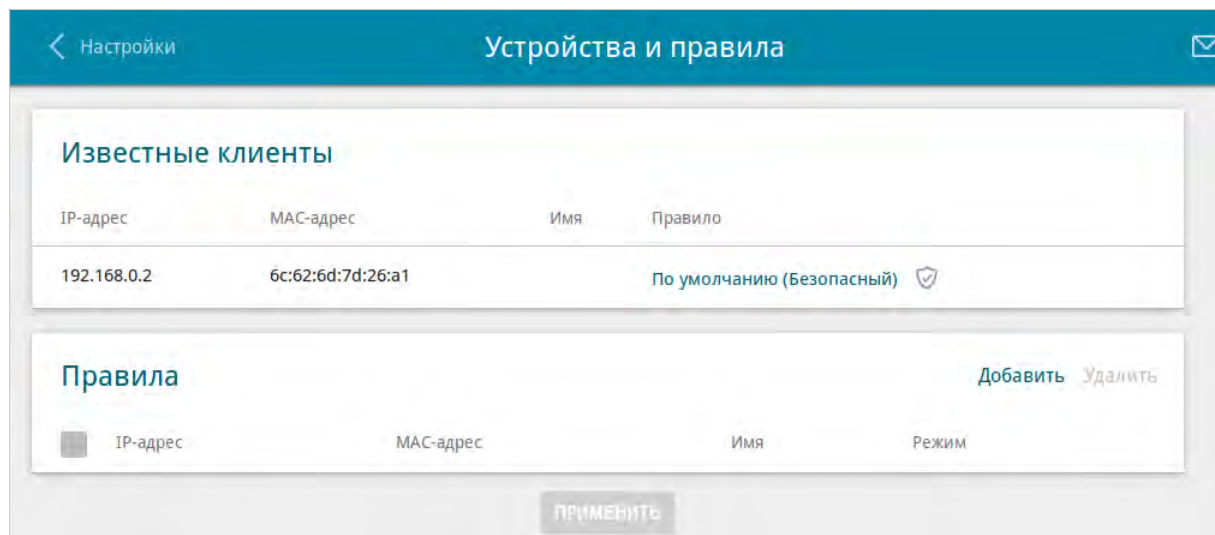 Настройки Устройства и правила
Известные клиенты
IP-адрес MAC-адрес Имя Правило
192.168.0.2 6c:62:6d:7d:26:a1 По умолчанию (Безопасный)
Правила Добавить Удалить
IP-адрес MAC-адрес Имя Режим
ПРИМЕНИТЬ